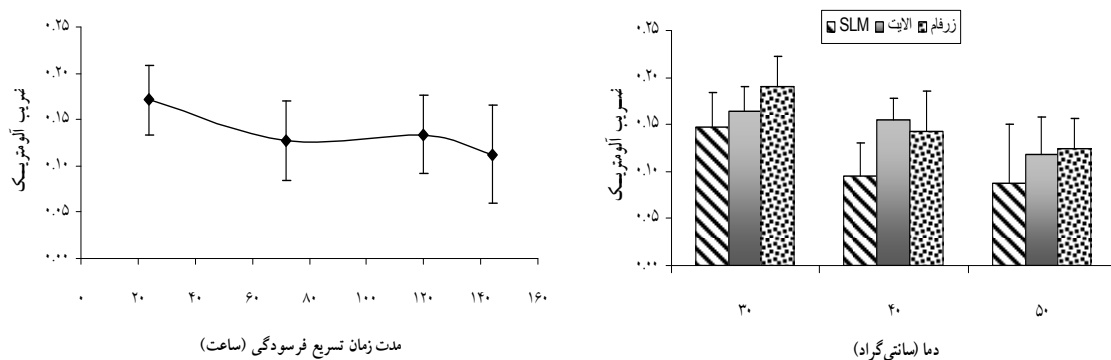 ضریب آلومتریک
۰.۲۵
۰.۲۰
۰.۱۵
۰.۱۰
۰.۰۵
۰.۰۰
۰ ۲۰ ۴۰ ۶۰ ۸۰ ۱۰۰ ۱۲۰ ۱۴۰ ۱۶۰
مدت زمان تسریع فرسودگی (ساعت)
SLM الایت زرفام
ضریب آلومتریک
۰.۲۵
۰.۲۰
۰.۱۵
۰.۱۰
۰.۰۵
۰.۰۰
۳۰ ۴۰ ۵۰
دما (سانتی‌گراد)